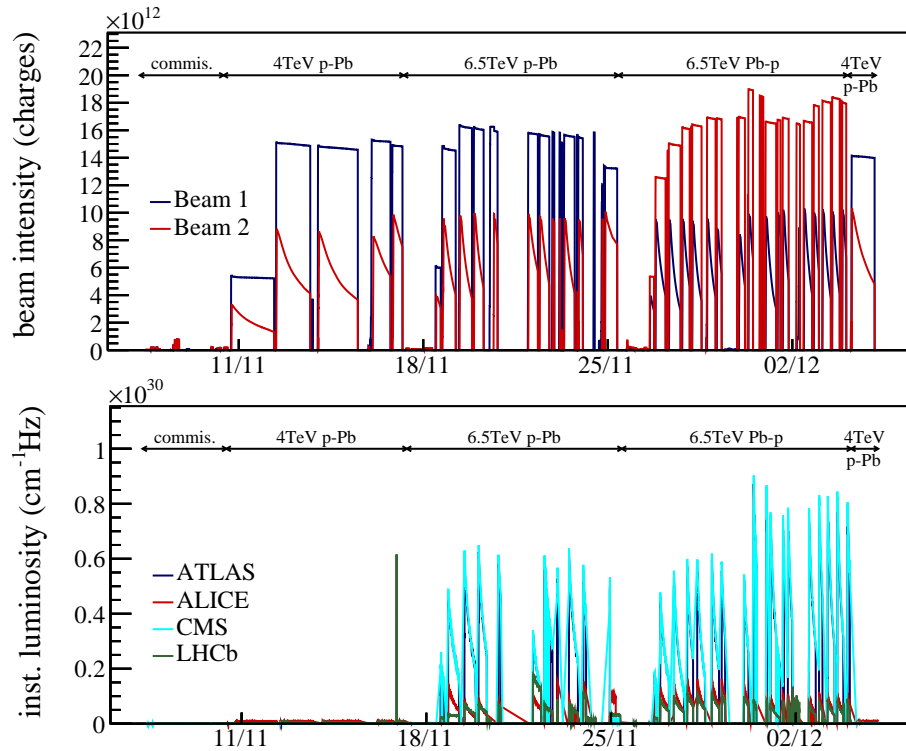 ×10¹²
beam intensity (charges)
22
20
18
16
14
12
10
8
6
4
2
0
commis.
4TeV p-Pb
6.5TeV p-Pb
6.5TeV Pb-p
4TeV
p-Pb
Beam 1
Beam 2
11/11
18/11
25/11
02/12
×10³⁰
inst. luminosity (cm⁻¹Hz)
1
0.8
0.6
0.4
0.2
0
commis.
4TeV p-Pb
6.5TeV p-Pb
6.5TeV Pb-p
4TeV
p-Pb
ATLAS
ALICE
CMS
LHCb
11/11
18/11
25/11
02/12